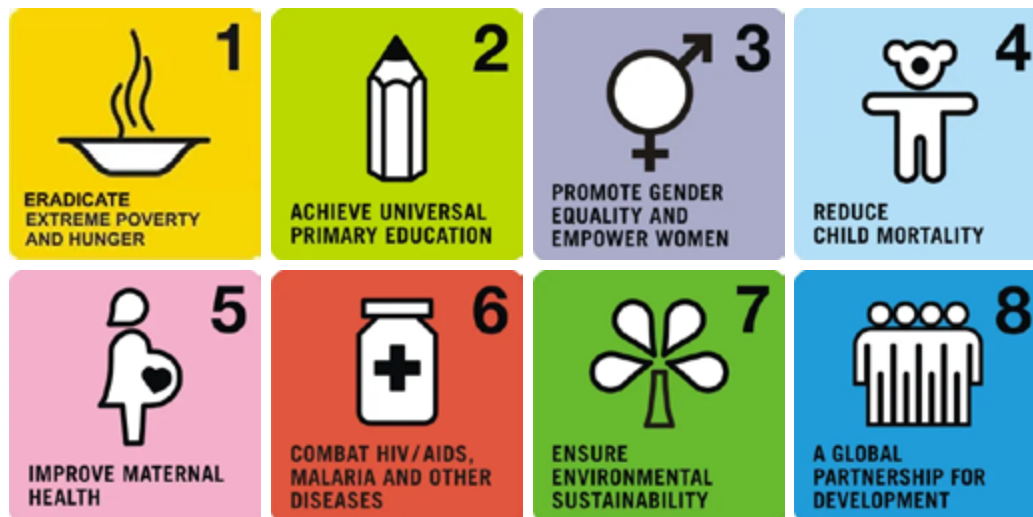 1
ERADICATE
EXTREME POVERTY
AND HUNGER
2
ACHIEVE UNIVERSAL
PRIMARY EDUCATION
3
PROMOTE GENDER
EQUALITY AND
EMPOWER WOMEN
4
REDUCE
CHILD MORTALITY
5
IMPROVE MATERNAL
HEALTH
6
COMBAT HIV/AIDS,
MALARIA AND OTHER
DISEASES
7
ENSURE
ENVIRONMENTAL
SUSTAINABILITY
8
A GLOBAL
PARTNERSHIP FOR
DEVELOPMENT